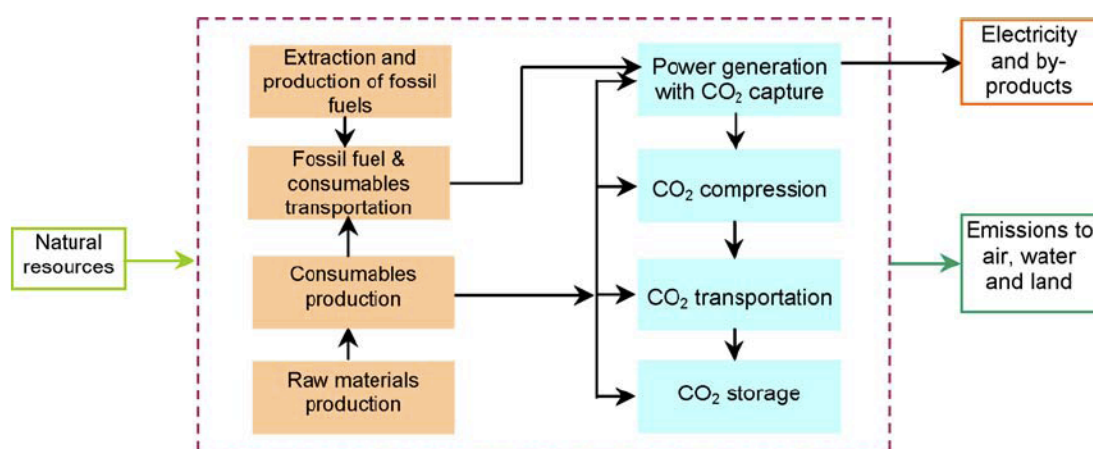 Natural
resources
Extraction and
production of fossil
fuels
Fossil fuel &
consumables
transportation
Consumables
production
Raw materials
production
Power generation
with CO₂ capture
CO₂ compression
CO₂ transportation
CO₂ storage
Electricity
and by-
products
Emissions to
air, water
and land